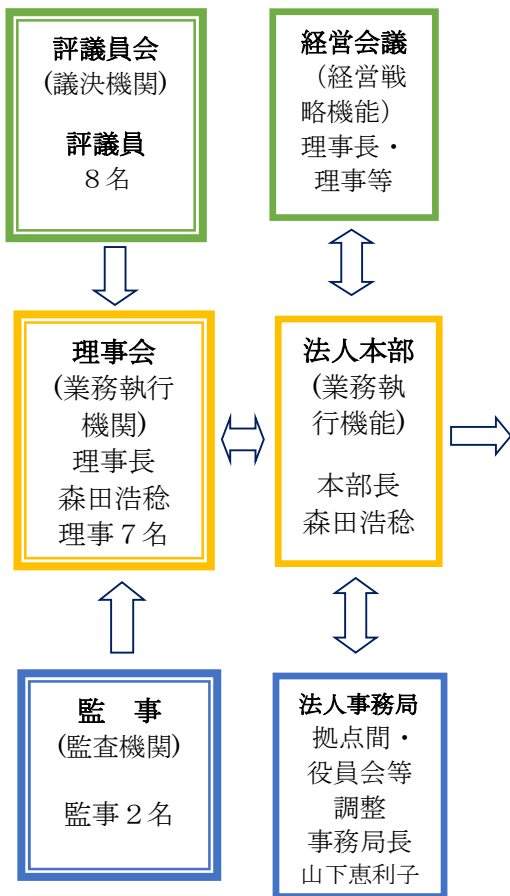 評議員会
(議決機関)
評議員
８名
経営会議
（経営戦
略機能）
理事長・
理事等
理事会
(業務執行
機関)
理事長
森田浩稔
理事７名
法人本部
(業務執
行機能)
本部長
森田浩稔
監　事
(監査機関)
監事２名
法人事務局
拠点間・
役員会等
調整
事務局長
山下恵利子